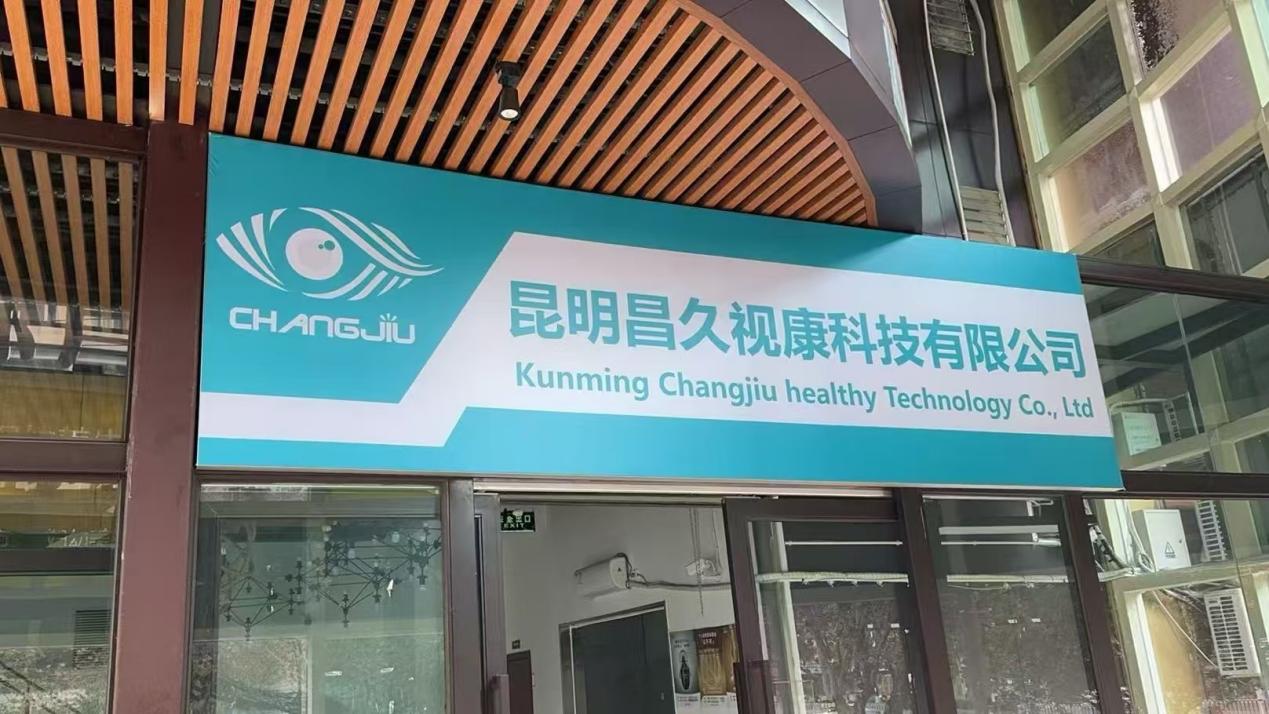 CHANGJIU
昆明昌久视康科技有限公司
Kunming Changjiu healthy Technology Co., Ltd
EXIT